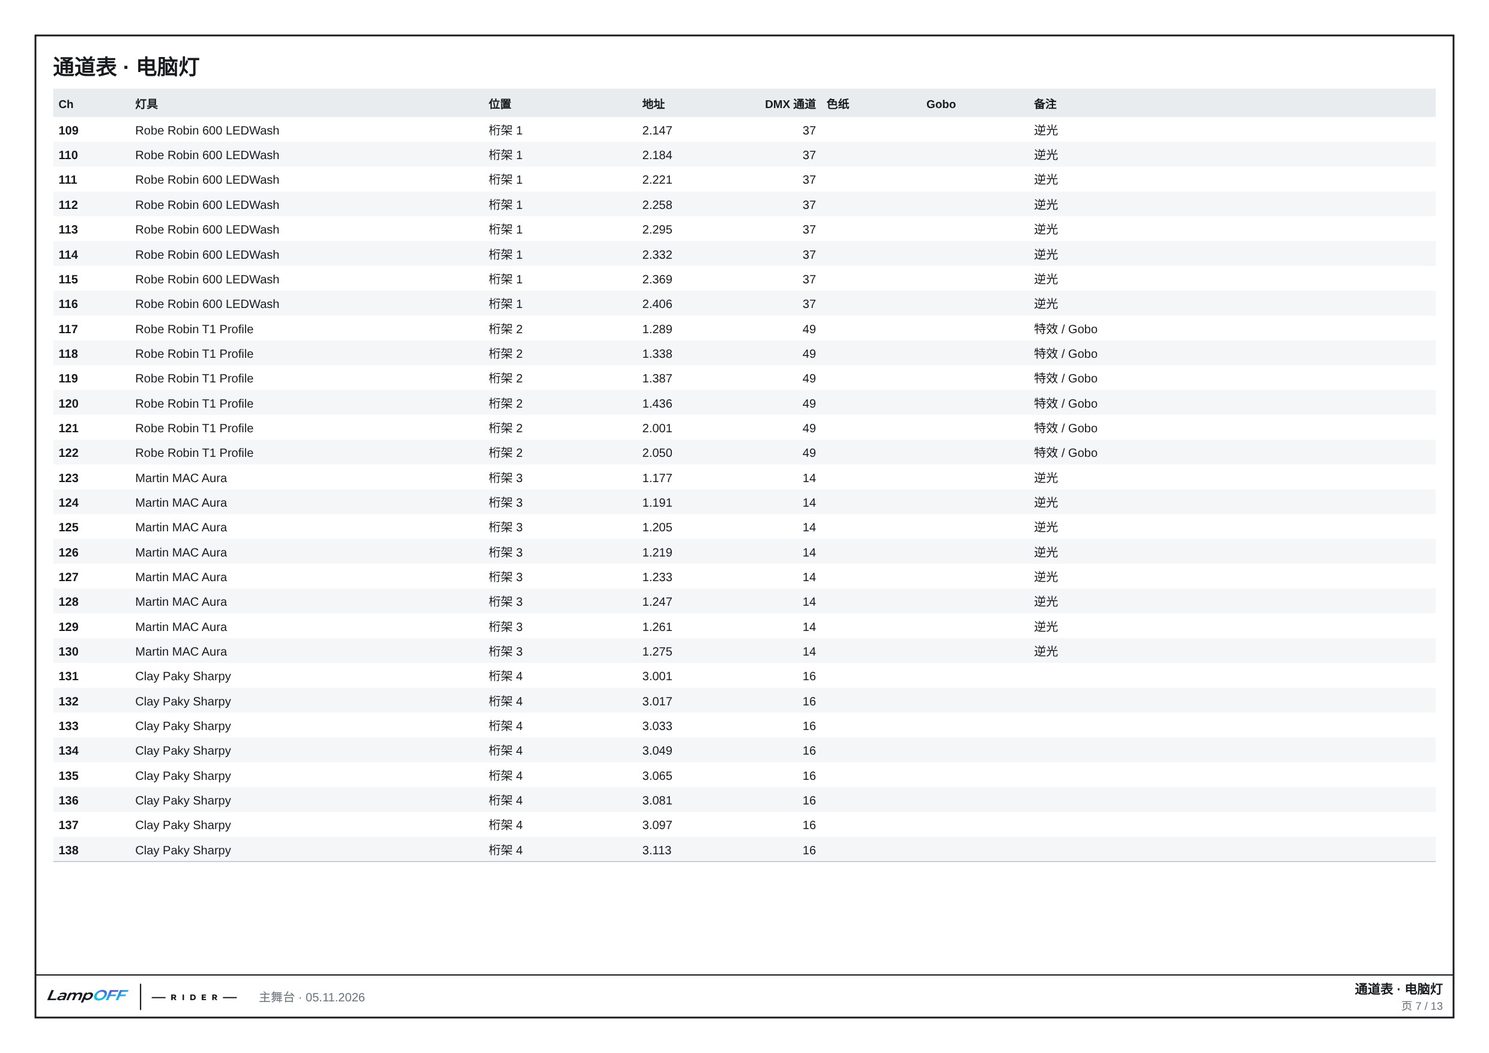 通道表 · 电脑灯
Ch 灯具 位置 地址 DMX 通道 色纸 Gobo 备注
109 Robe Robin 600 LEDWash 桁架 1 2.147 37 逆光
110 Robe Robin 600 LEDWash 桁架 1 2.184 37 逆光
111 Robe Robin 600 LEDWash 桁架 1 2.221 37 逆光
112 Robe Robin 600 LEDWash 桁架 1 2.258 37 逆光
113 Robe Robin 600 LEDWash 桁架 1 2.295 37 逆光
114 Robe Robin 600 LEDWash 桁架 1 2.332 37 逆光
115 Robe Robin 600 LEDWash 桁架 1 2.369 37 逆光
116 Robe Robin 600 LEDWash 桁架 1 2.406 37 逆光
117 Robe Robin T1 Profile 桁架 2 1.289 49 特效 / Gobo
118 Robe Robin T1 Profile 桁架 2 1.338 49 特效 / Gobo
119 Robe Robin T1 Profile 桁架 2 1.387 49 特效 / Gobo
120 Robe Robin T1 Profile 桁架 2 1.436 49 特效 / Gobo
121 Robe Robin T1 Profile 桁架 2 2.001 49 特效 / Gobo
122 Robe Robin T1 Profile 桁架 2 2.050 49 特效 / Gobo
123 Martin MAC Aura 桁架 3 1.177 14 逆光
124 Martin MAC Aura 桁架 3 1.191 14 逆光
125 Martin MAC Aura 桁架 3 1.205 14 逆光
126 Martin MAC Aura 桁架 3 1.219 14 逆光
127 Martin MAC Aura 桁架 3 1.233 14 逆光
128 Martin MAC Aura 桁架 3 1.247 14 逆光
129 Martin MAC Aura 桁架 3 1.261 14 逆光
130 Martin MAC Aura 桁架 3 1.275 14 逆光
131 Clay Paky Sharpy 桁架 4 3.001 16
132 Clay Paky Sharpy 桁架 4 3.017 16
133 Clay Paky Sharpy 桁架 4 3.033 16
134 Clay Paky Sharpy 桁架 4 3.049 16
135 Clay Paky Sharpy 桁架 4 3.065 16
136 Clay Paky Sharpy 桁架 4 3.081 16
137 Clay Paky Sharpy 桁架 4 3.097 16
138 Clay Paky Sharpy 桁架 4 3.113 16
LampOFF — RIDER — 主舞台 · 05.11.2026
通道表 · 电脑灯
页 7 / 13